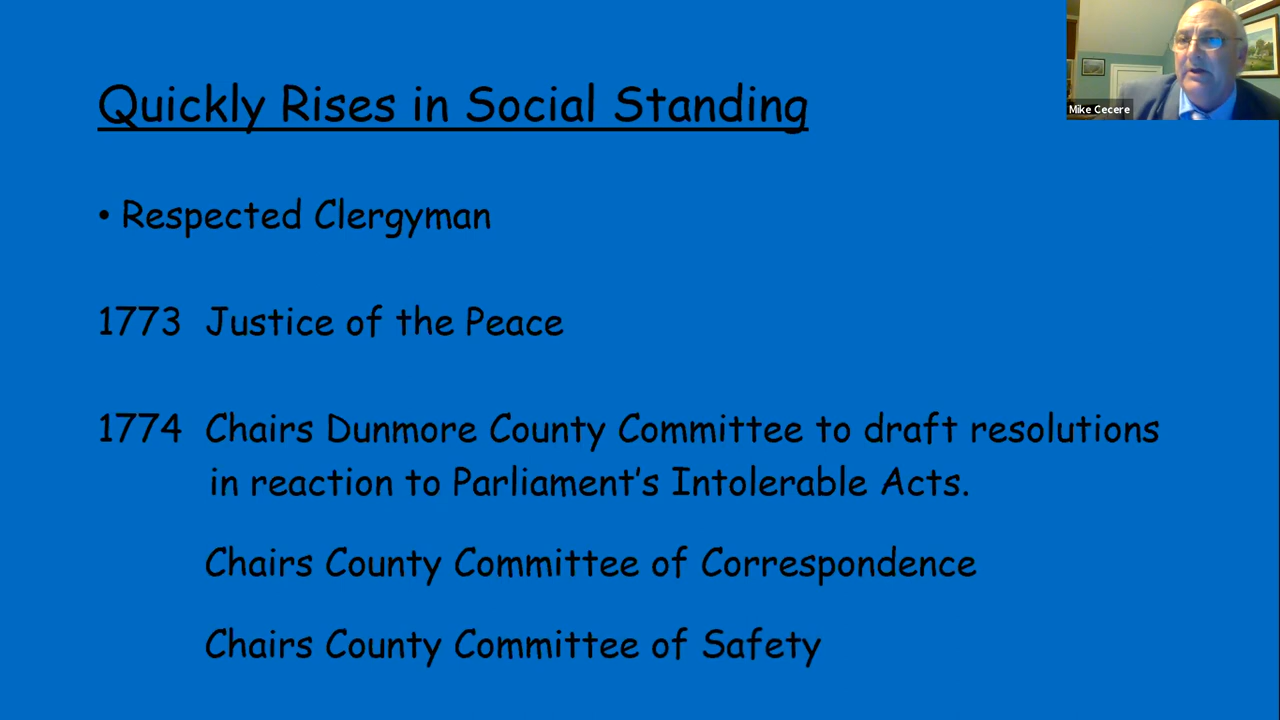 Quickly Rises in Social Standing
Mike Cecere
• Respected Clergyman
1773 Justice of the Peace
1774 Chairs Dunmore County Committee to draft resolutions
in reaction to Parliament’s Intolerable Acts.
Chairs County Committee of Correspondence
Chairs County Committee of Safety